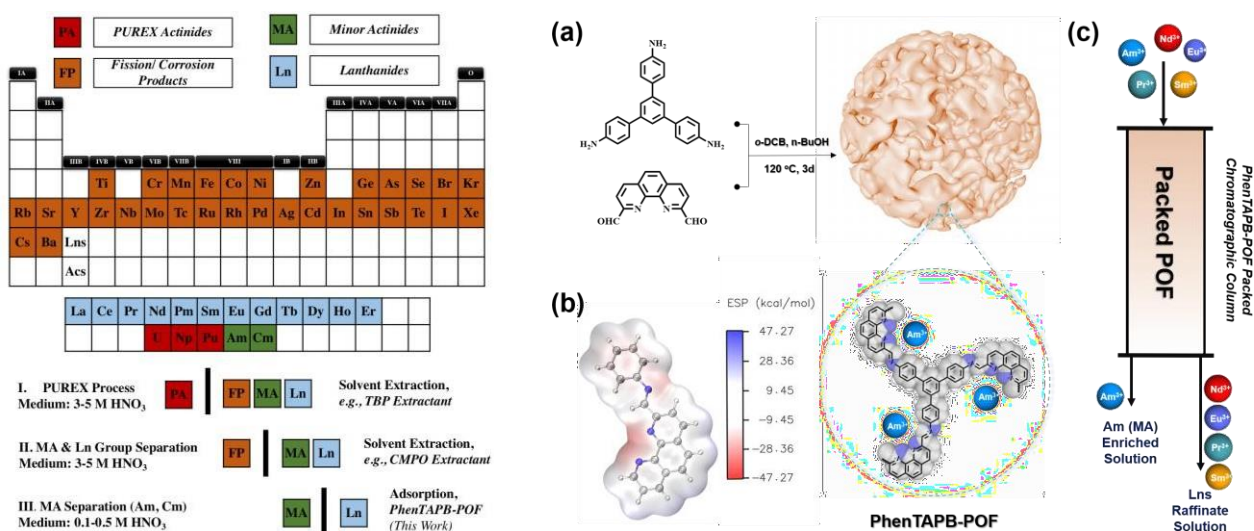 PA
PUREX Actinides
MA
Minor Actinides
FP
Fission/ Corrosion
Products
Ln
Lanthanides
IA
O
IIA
IIIA IVA VA VIA VIIA
IIIB IVB VB VIB VIIB VIII IB IIB
Ti Cr Mn Fe Co Ni Zn Ge As Se Br Kr
Rb Sr Y Zr Nb Mo Tc Ru Rh Pd Ag Cd In Sn Sb Te I Xe
Cs Ba Lns
Acs
La Ce Pr Nd Pm Sm Eu Gd Tb Dy Ho Er
U Np Pu Am Cm
I. PUREX Process
Medium: 3-5 M HNO₃
PA
FP MA Ln
Solvent Extraction,
e.g., TBP Extractant
II. MA & Ln Group Separation
Medium: 3-5 M HNO₃
FP
MA Ln
Solvent Extraction,
e.g., CMPO Extractant
III. MA Separation (Am, Cm)
Medium: 0.1-0.5 M HNO₃
MA
Ln
Adsorption,
PhenTAPB-POF
(This Work)
(a)
NH₂
H₂N
NH₂
N N
OHC CHO
o-DCB, n-BuOH
120 °C, 3d
(b)
ESP (kcal/mol)
47.27
28.36
9.45
-9.45
-28.36
-47.27
Am³⁺
Am³⁺
Am³⁺
PhenTAPB-POF
(c)
Am³⁺ Nd³⁺ Eu³⁺
Pr³⁺ Sm³⁺
Packed POF
PhenTAPB-POF Packed
Chromatographic Column
Am³⁺
Am (MA)
Enriched
Solution
Nd³⁺
Eu³⁺
Pr³⁺
Sm³⁺
Lns
Raffinate
Solution